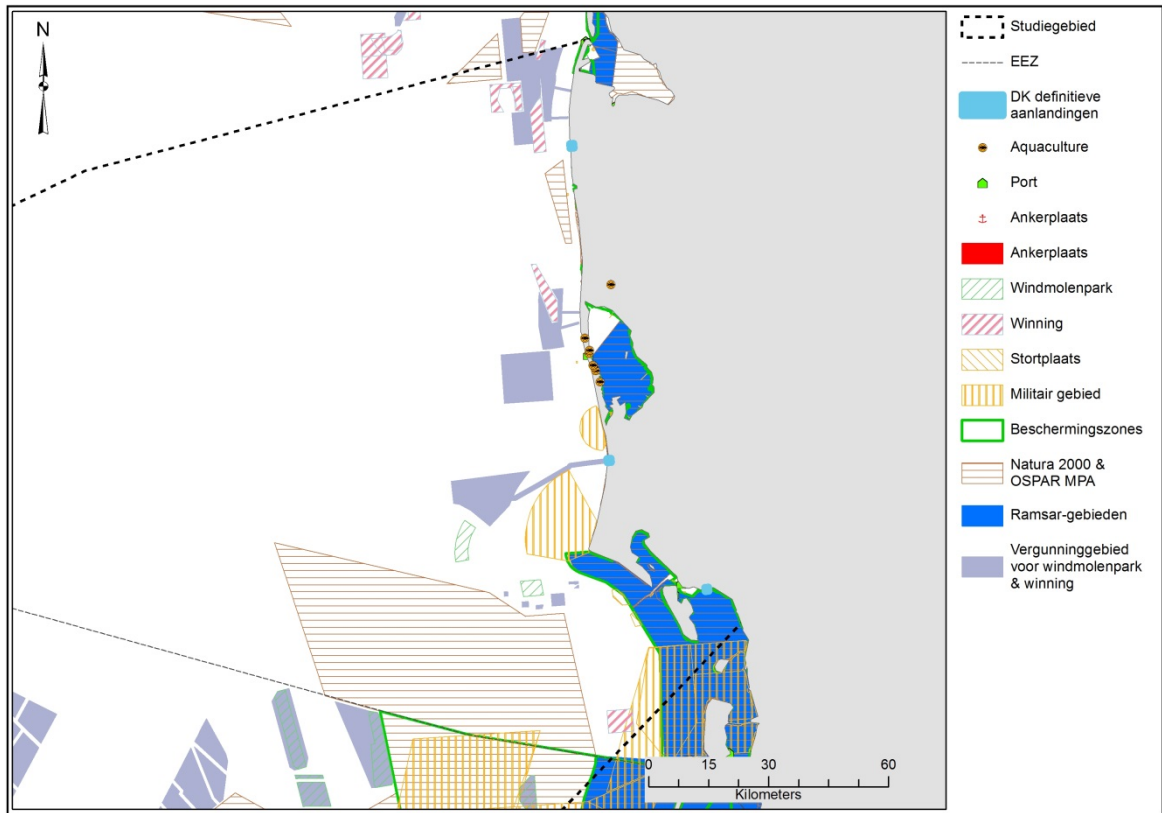 N
Studiegebied
EEZ
DK definitieve
aanlandingen
Aquaculture
Port
Ankerplaats
Ankerplaats
Windmolenpark
Winning
Stortplaats
Militair gebied
Beschermingszones
Natura 2000 &
OSPAR MPA
Ramsar-gebieden
Vergunninggebied
voor windmolenpark
& winning
0 15 30 60
Kilometers